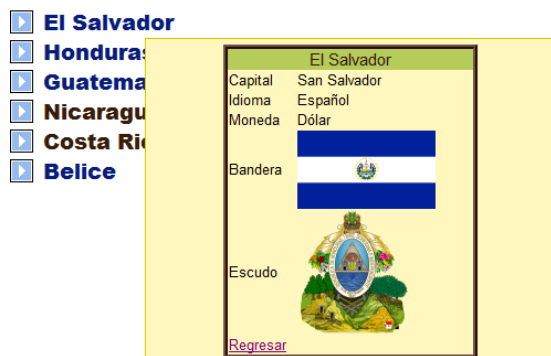 El Salvador
Honduras
Guatema
Nicaragu
Costa Ri
Belice
El Salvador
Capital San Salvador
Idioma Español
Moneda Dólar
Bandera
Escudo
Regresar